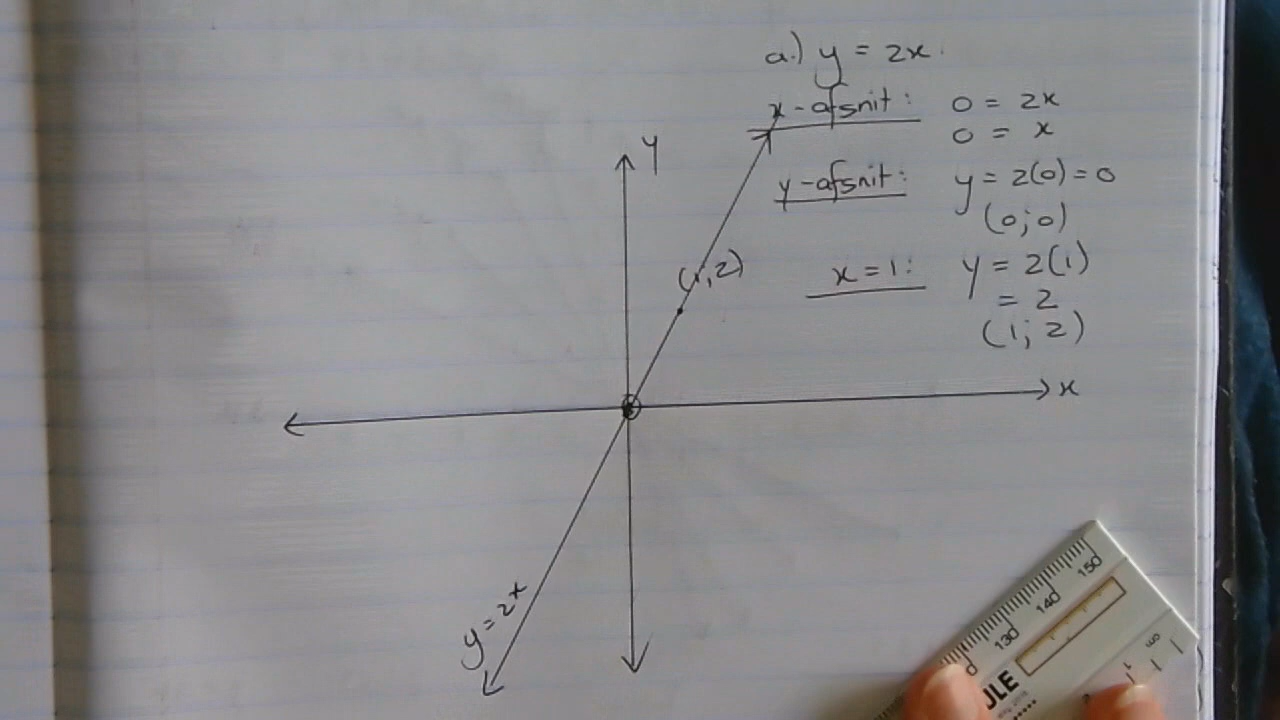 a.) y = 2x
x-afsnit: 0 = 2x
0 = x
y
y-afsnit: y = 2(0) = 0
(0;0)
(1,2)
x = 1: y = 2(1)
= 2
(1; 2)
x
y = 2x
150
140
130
ULE